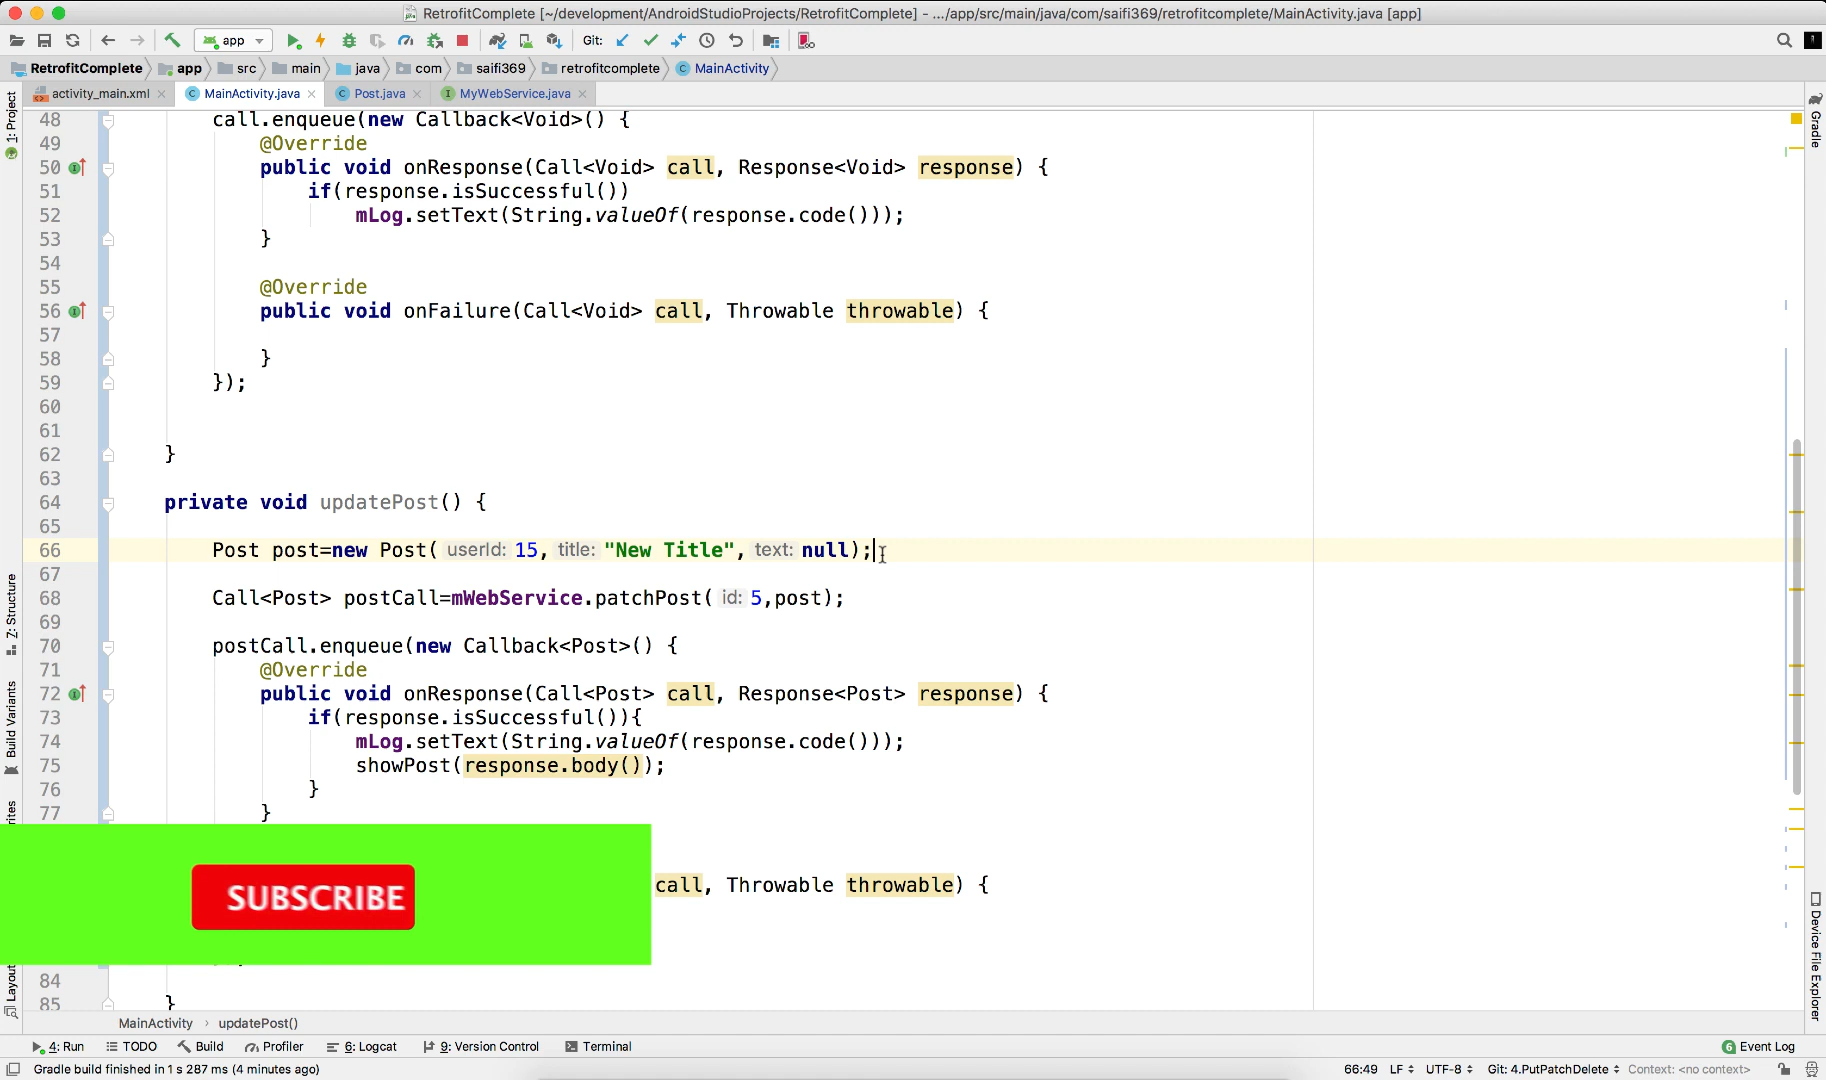 RetrofitComplete [~/development/AndroidStudioProjects/RetrofitComplete] - .../app/src/main/java/com/saifi369/retrofitcomplete/MainActivity.java [app]
app
Git:
RetrofitComplete app src main java com saifi369 retrofitcomplete MainActivity
activity_main.xml MainActivity.java Post.java MyWebService.java
1: Project
Gradle
48 call.enqueue(new Callback<Void>() {
49 @Override
50 public void onResponse(Call<Void> call, Response<Void> response) {
51 if(response.isSuccessful())
52 mLog.setText(String.valueOf(response.code()));
53 }
54
55 @Override
56 public void onFailure(Call<Void> call, Throwable throwable) {
57
58 }
59 });
60
61
62 }
63
64 private void updatePost() {
65
66 Post post=new Post( userId: 15, title: "New Title", text: null);
67
68 Call<Post> postCall=mWebService.patchPost( id: 5,post);
69
70 postCall.enqueue(new Callback<Post>() {
71 @Override
72 public void onResponse(Call<Post> call, Response<Post> response) {
73 if(response.isSuccessful()){
74 mLog.setText(String.valueOf(response.code()));
75 showPost(response.body());
76 }
77 }
call, Throwable throwable) {
SUBSCRIBE
84
85 }
Z: Structure
Build Variants
rites
Layout
Device File Explorer
MainActivity › updatePost()
4: Run TODO Build Profiler 6: Logcat 9: Version Control Terminal 6 Event Log
Gradle build finished in 1 s 287 ms (4 minutes ago) 66:49 LF UTF-8 Git: 4.PutPatchDelete Context: <no context>